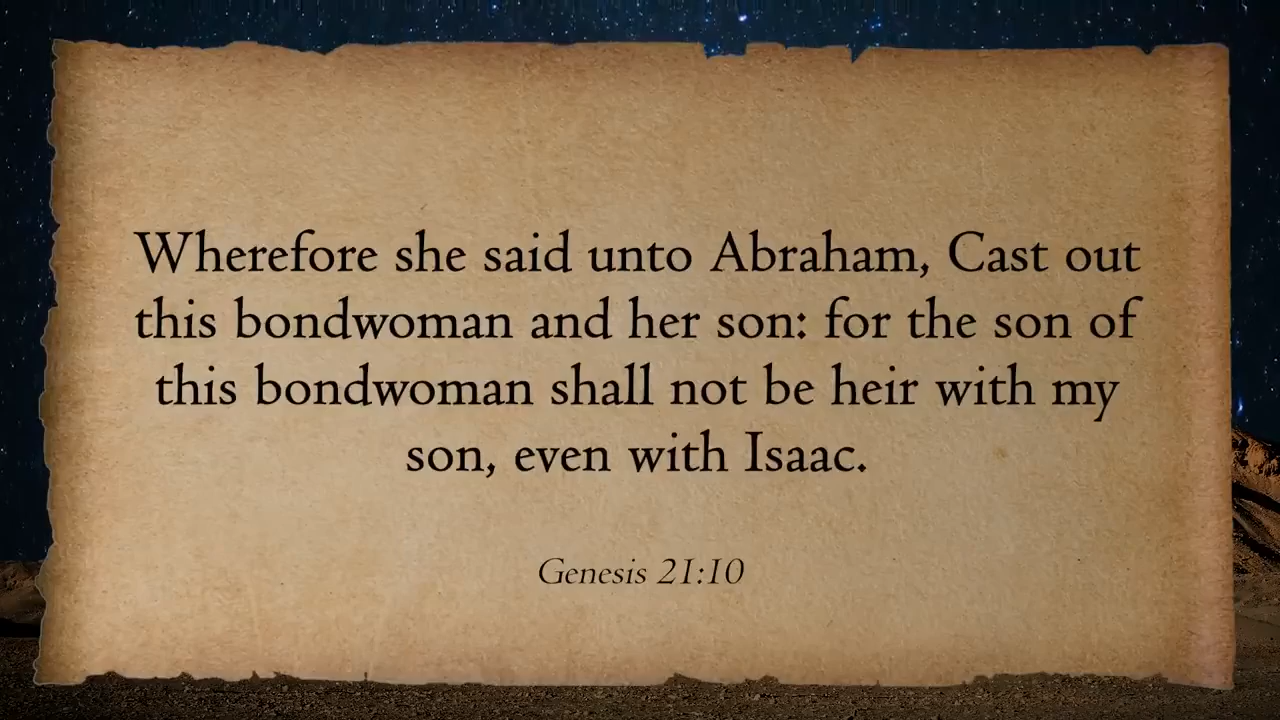 Wherefore she said unto Abraham, Cast out
this bondwoman and her son: for the son of
this bondwoman shall not be heir with my
son, even with Isaac.
Genesis 21:10